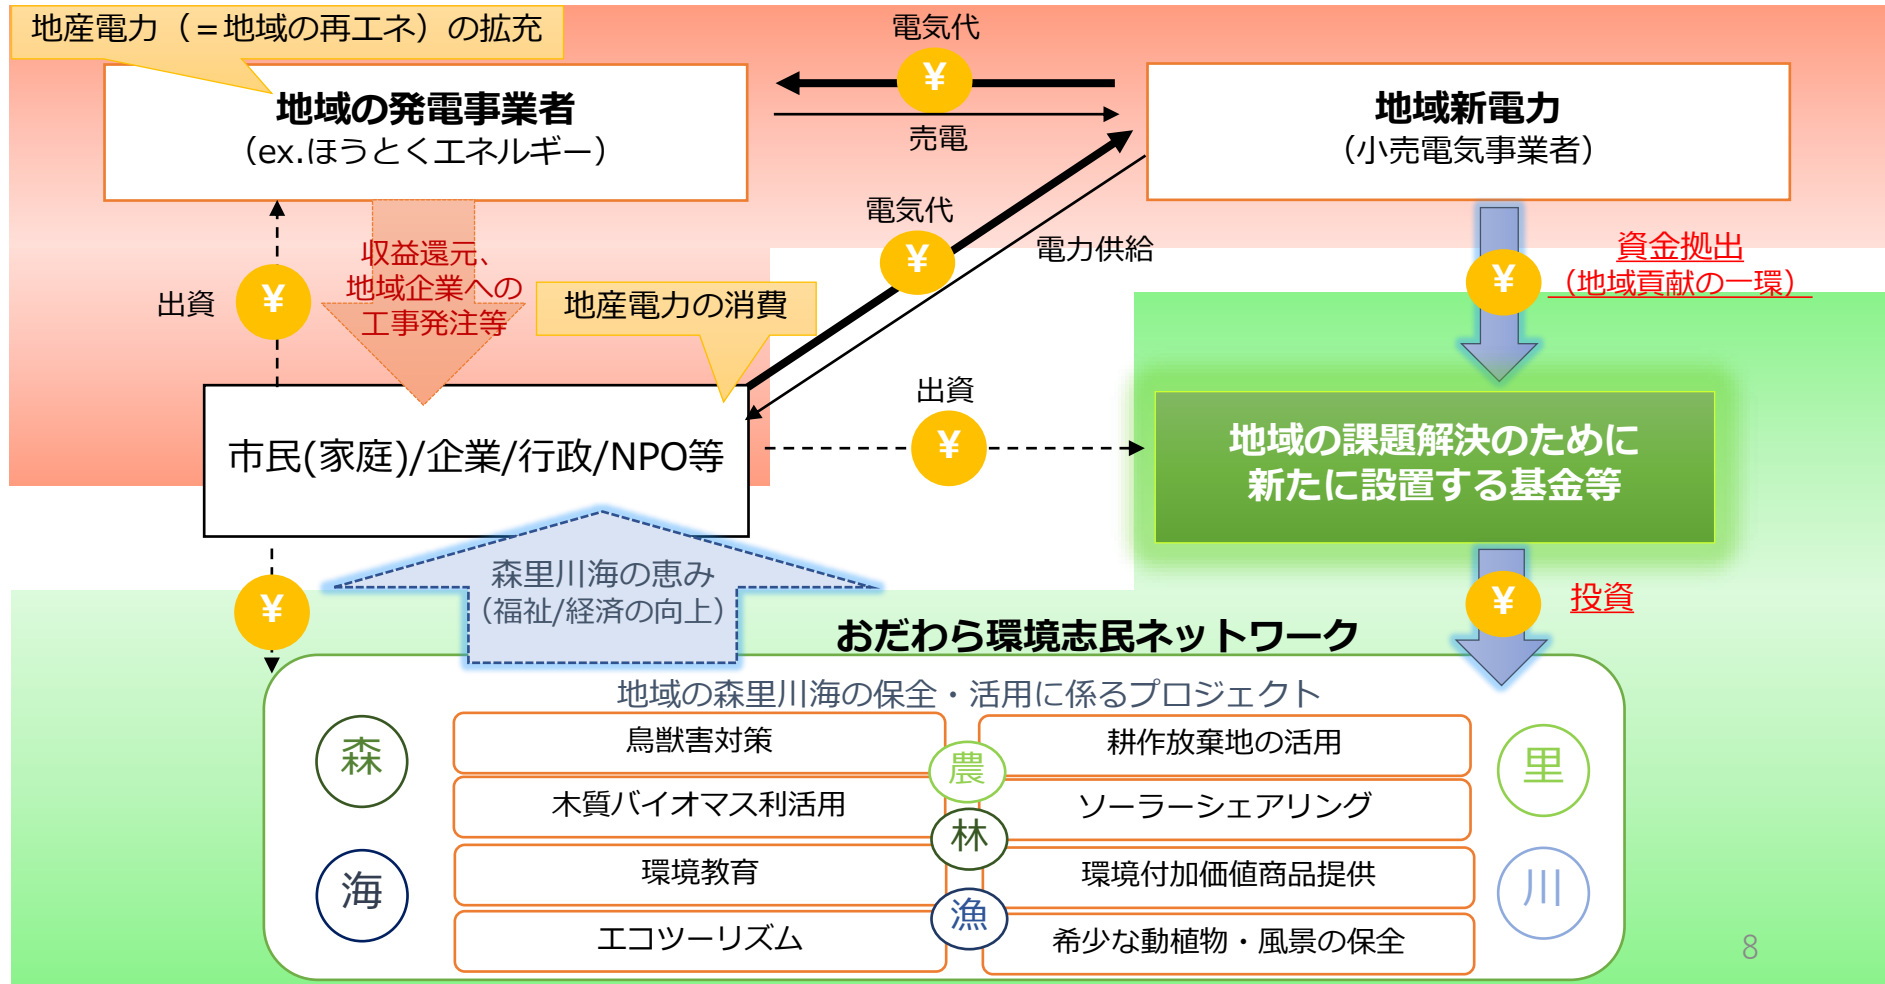 地産電力（＝地域の再エネ）の拡充
電気代
¥
地域の発電事業者
（ex.ほうとくエネルギー）
売電
地域新電力
（小売電気事業者）
電気代
¥
電力供給
出資
¥
収益還元、
地域企業への
工事発注等
地産電力の消費
¥
資金拠出
（地域貢献の一環）
市民(家庭)/企業/行政/NPO等
出資
¥
地域の課題解決のために
新たに設置する基金等
¥
森里川海の恵み
（福祉/経済の向上）
¥
投資
おだわら環境志民ネットワーク
地域の森里川海の保全・活用に係るプロジェクト
森
鳥獣害対策
農
耕作放棄地の活用
里
木質バイオマス利活用
林
ソーラーシェアリング
海
環境教育
環境付加価値商品提供
川
漁
エコツーリズム
希少な動植物・風景の保全
8